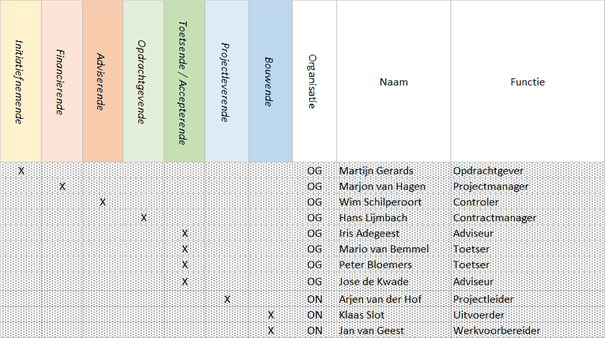 Initiatiefnemende Financierende Adviserende Opdrachtgevende Toetsende / Accepterende Projectleverende Bouwende Organisatie Naam Functie
X OG Martijn Gerards Opdrachtgever
X OG Marjon van Hagen Projectmanager
X OG Wim Schilperoort Controler
X OG Hans Lijmbach Contractmanager
X OG Iris Adegeest Adviseur
X OG Mario van Bemmel Toetser
X OG Peter Bloemers Toetser
X OG Jose de Kwade Adviseur
X ON Arjen van der Hof Projectleider
X ON Klaas Slot Uitvoerder
X ON Jan van Geest Werkvoorbereider